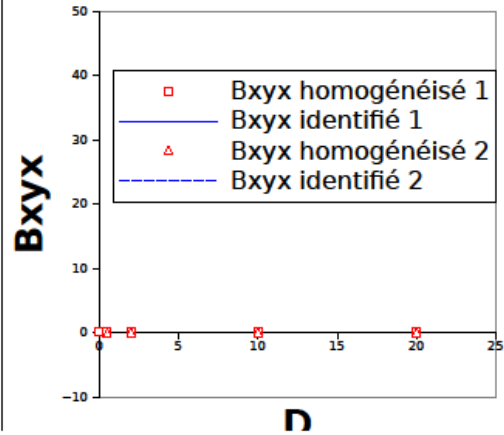 50
40
Bxyx homogénéisé 1
Bxyx identifié 1
30
Bxyx homogénéisé 2
Bxyx identifié 2
20
Bxyx
10
0
0 5 10 15 20 25
−10
D